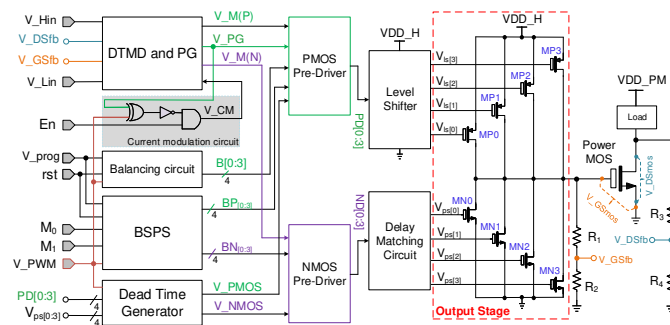 V_Hin
V_DSfb
V_GSfb
V_Lin
En
V_prog
rst
M0
M1
V_PWM
PD[0:3]
Vps[0:3]
4
4
DTMD and PG
V_CM
Current modulation circuit
Balancing circuit
BSPS
Dead Time
Generator
V_M(P)
V_PG
V_M(N)
B[0:3]
4
BP[0:3]
4
BN[0:3]
4
V_PMOS
V_NMOS
PMOS
Pre-Driver
NMOS
Pre-Driver
PD[0:3]
ND[0:3]
VDD_H
Level
Shifter
Delay
Matching
Circuit
Vls[3]
Vls[2]
Vls[1]
Vls[0]
Vps[0]
Vps[1]
Vps[2]
Vps[3]
VDD_H
MP3
MP2
MP1
MP0
MN0
MN1
MN2
MN3
Output Stage
VDD_PM
Load
Power
MOS
V_DSmos
V_GSmos
R1
V_GSfb
R2
R3
V_DSfb
R4